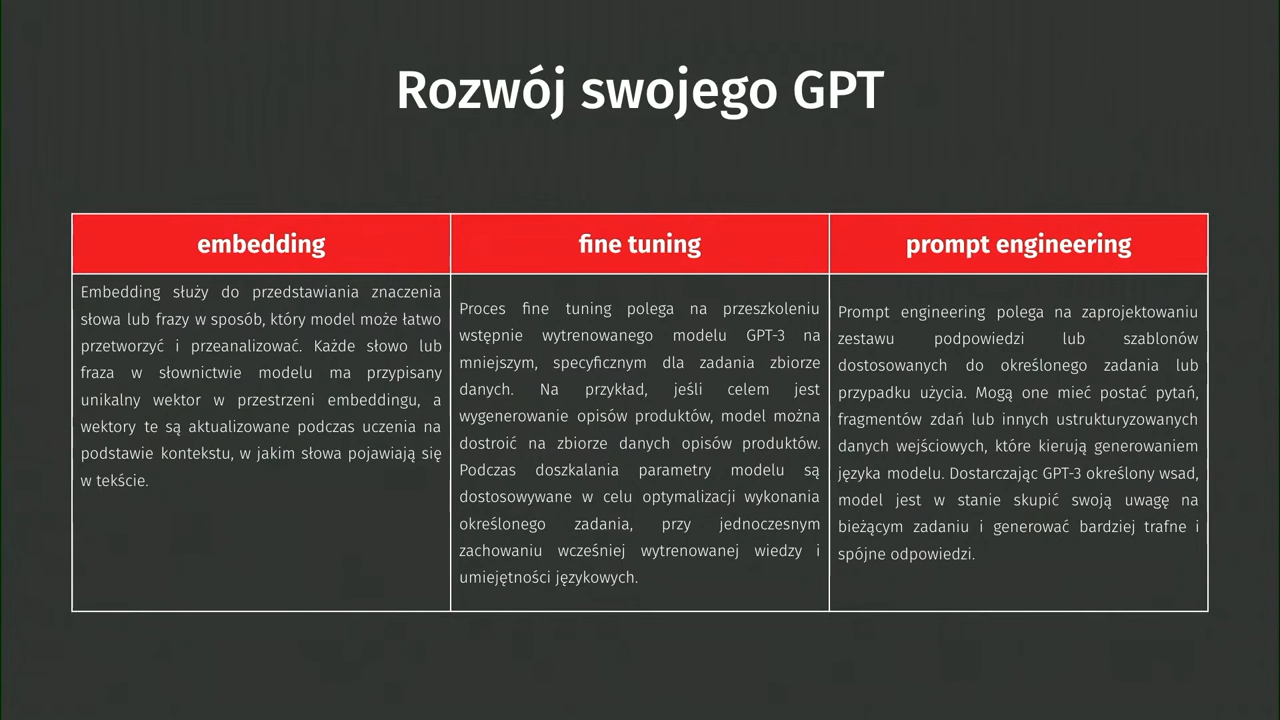 Rozwój swojego GPT
embedding
Embedding służy do przedstawiania znaczenia
słowa lub frazy w sposób, który model może łatwo
przetworzyć i przeanalizować. Każde słowo lub
fraza w słownictwie modelu ma przypisany
unikalny wektor w przestrzeni embeddingu, a
wektory te są aktualizowane podczas uczenia na
podstawie kontekstu, w jakim słowa pojawiają się
w tekście.
fine tuning
Proces fine tuning polega na przeszkoleniu
wstępnie wytrenowanego modelu GPT-3 na
mniejszym, specyficznym dla zadania zbiorze
danych. Na przykład, jeśli celem jest
wygenerowanie opisów produktów, model można
dostroić na zbiorze danych opisów produktów.
Podczas doszkalania parametry modelu są
dostosowywane w celu optymalizacji wykonania
określonego zadania, przy jednoczesnym
zachowaniu wcześniej wytrenowanej wiedzy i
umiejętności językowych.
prompt engineering
Prompt engineering polega na zaprojektowaniu
zestawu podpowiedzi lub szablonów
dostosowanych do określonego zadania lub
przypadku użycia. Mogą one mieć postać pytań,
fragmentów zdań lub innych ustrukturyzowanych
danych wejściowych, które kierują generowaniem
języka modelu. Dostarczając GPT-3 określony wsad,
model jest w stanie skupić swoją uwagę na
bieżącym zadaniu i generować bardziej trafne i
spójne odpowiedzi.